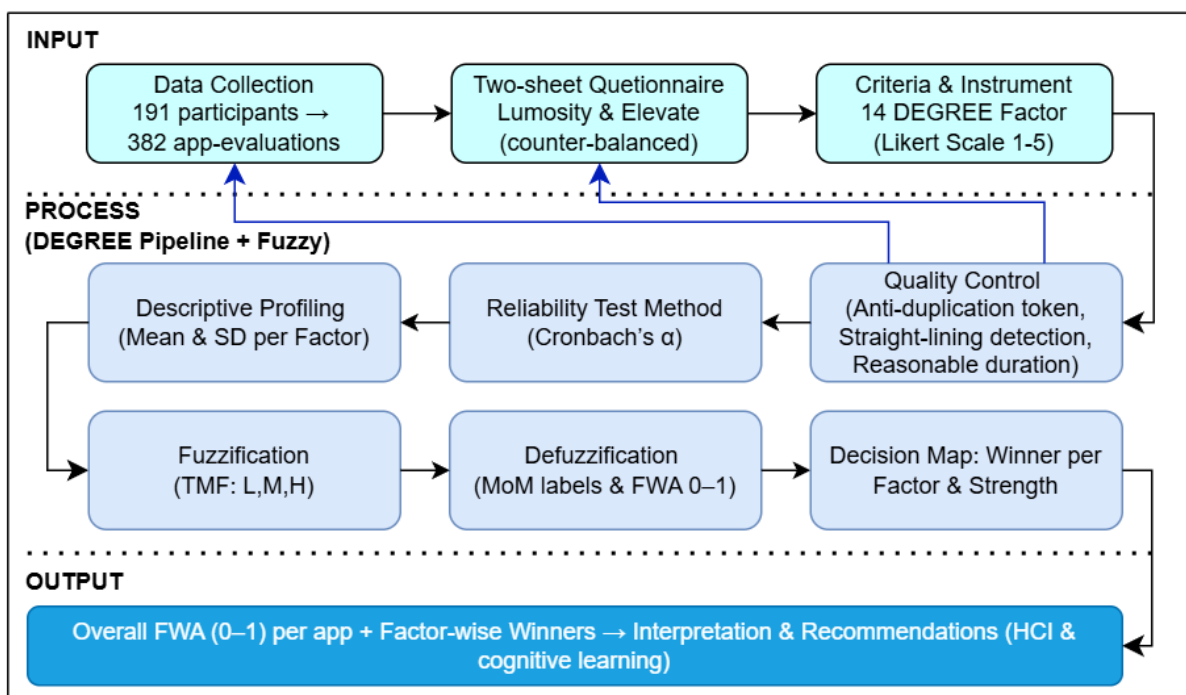 INPUT
Data Collection
191 participants →
382 app-evaluations
Two-sheet Quetionnaire
Lumosity & Elevate
(counter-balanced)
Criteria & Instrument
14 DEGREE Factor
(Likert Scale 1-5)
PROCESS
(DEGREE Pipeline + Fuzzy)
Descriptive Profiling
(Mean & SD per Factor)
Reliability Test Method
(Cronbach's α)
Quality Control
(Anti-duplication token,
Straight-lining detection,
Reasonable duration)
Fuzzification
(TMF: L,M,H)
Defuzzification
(MoM labels & FWA 0–1)
Decision Map: Winner per
Factor & Strength
OUTPUT
Overall FWA (0–1) per app + Factor-wise Winners → Interpretation & Recommendations (HCI &
cognitive learning)